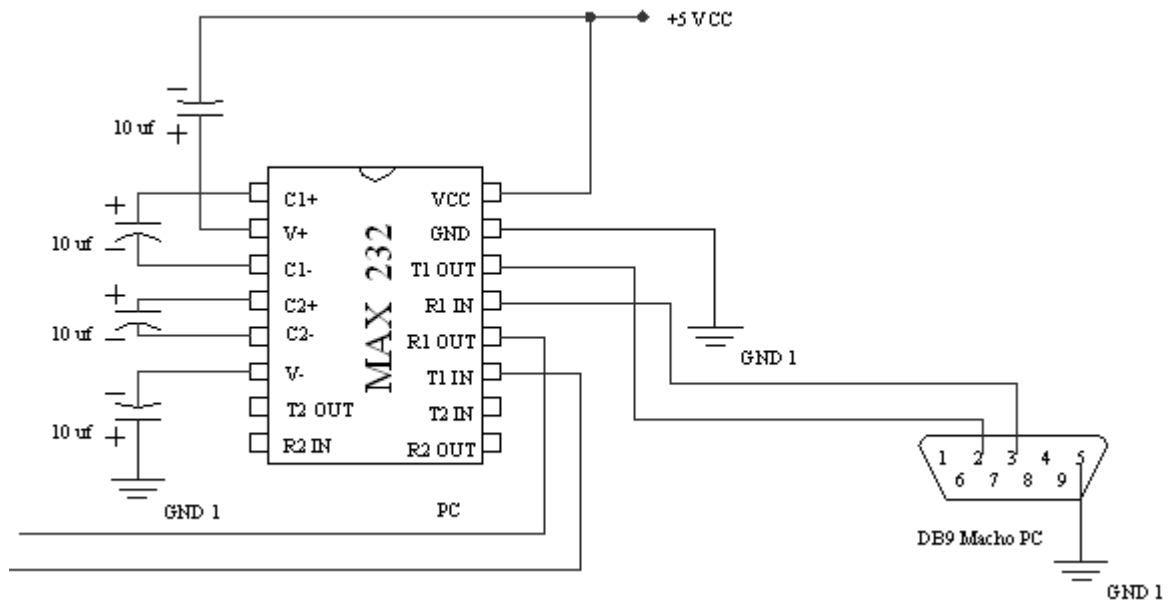 +5 VCC
−
10 uf
+
+
10 uf
−
+
10 uf
−
−
10 uf
+
GND 1
C1+
V+
C1-
C2+
C2-
V-
T2 OUT
R2 IN
MAX 232
VCC
GND
T1 OUT
R1 IN
R1 OUT
T1 IN
T2 IN
R2 OUT
PC
GND 1
1 2 3 4 5
6 7 8 9
DB9 Macho PC
GND 1